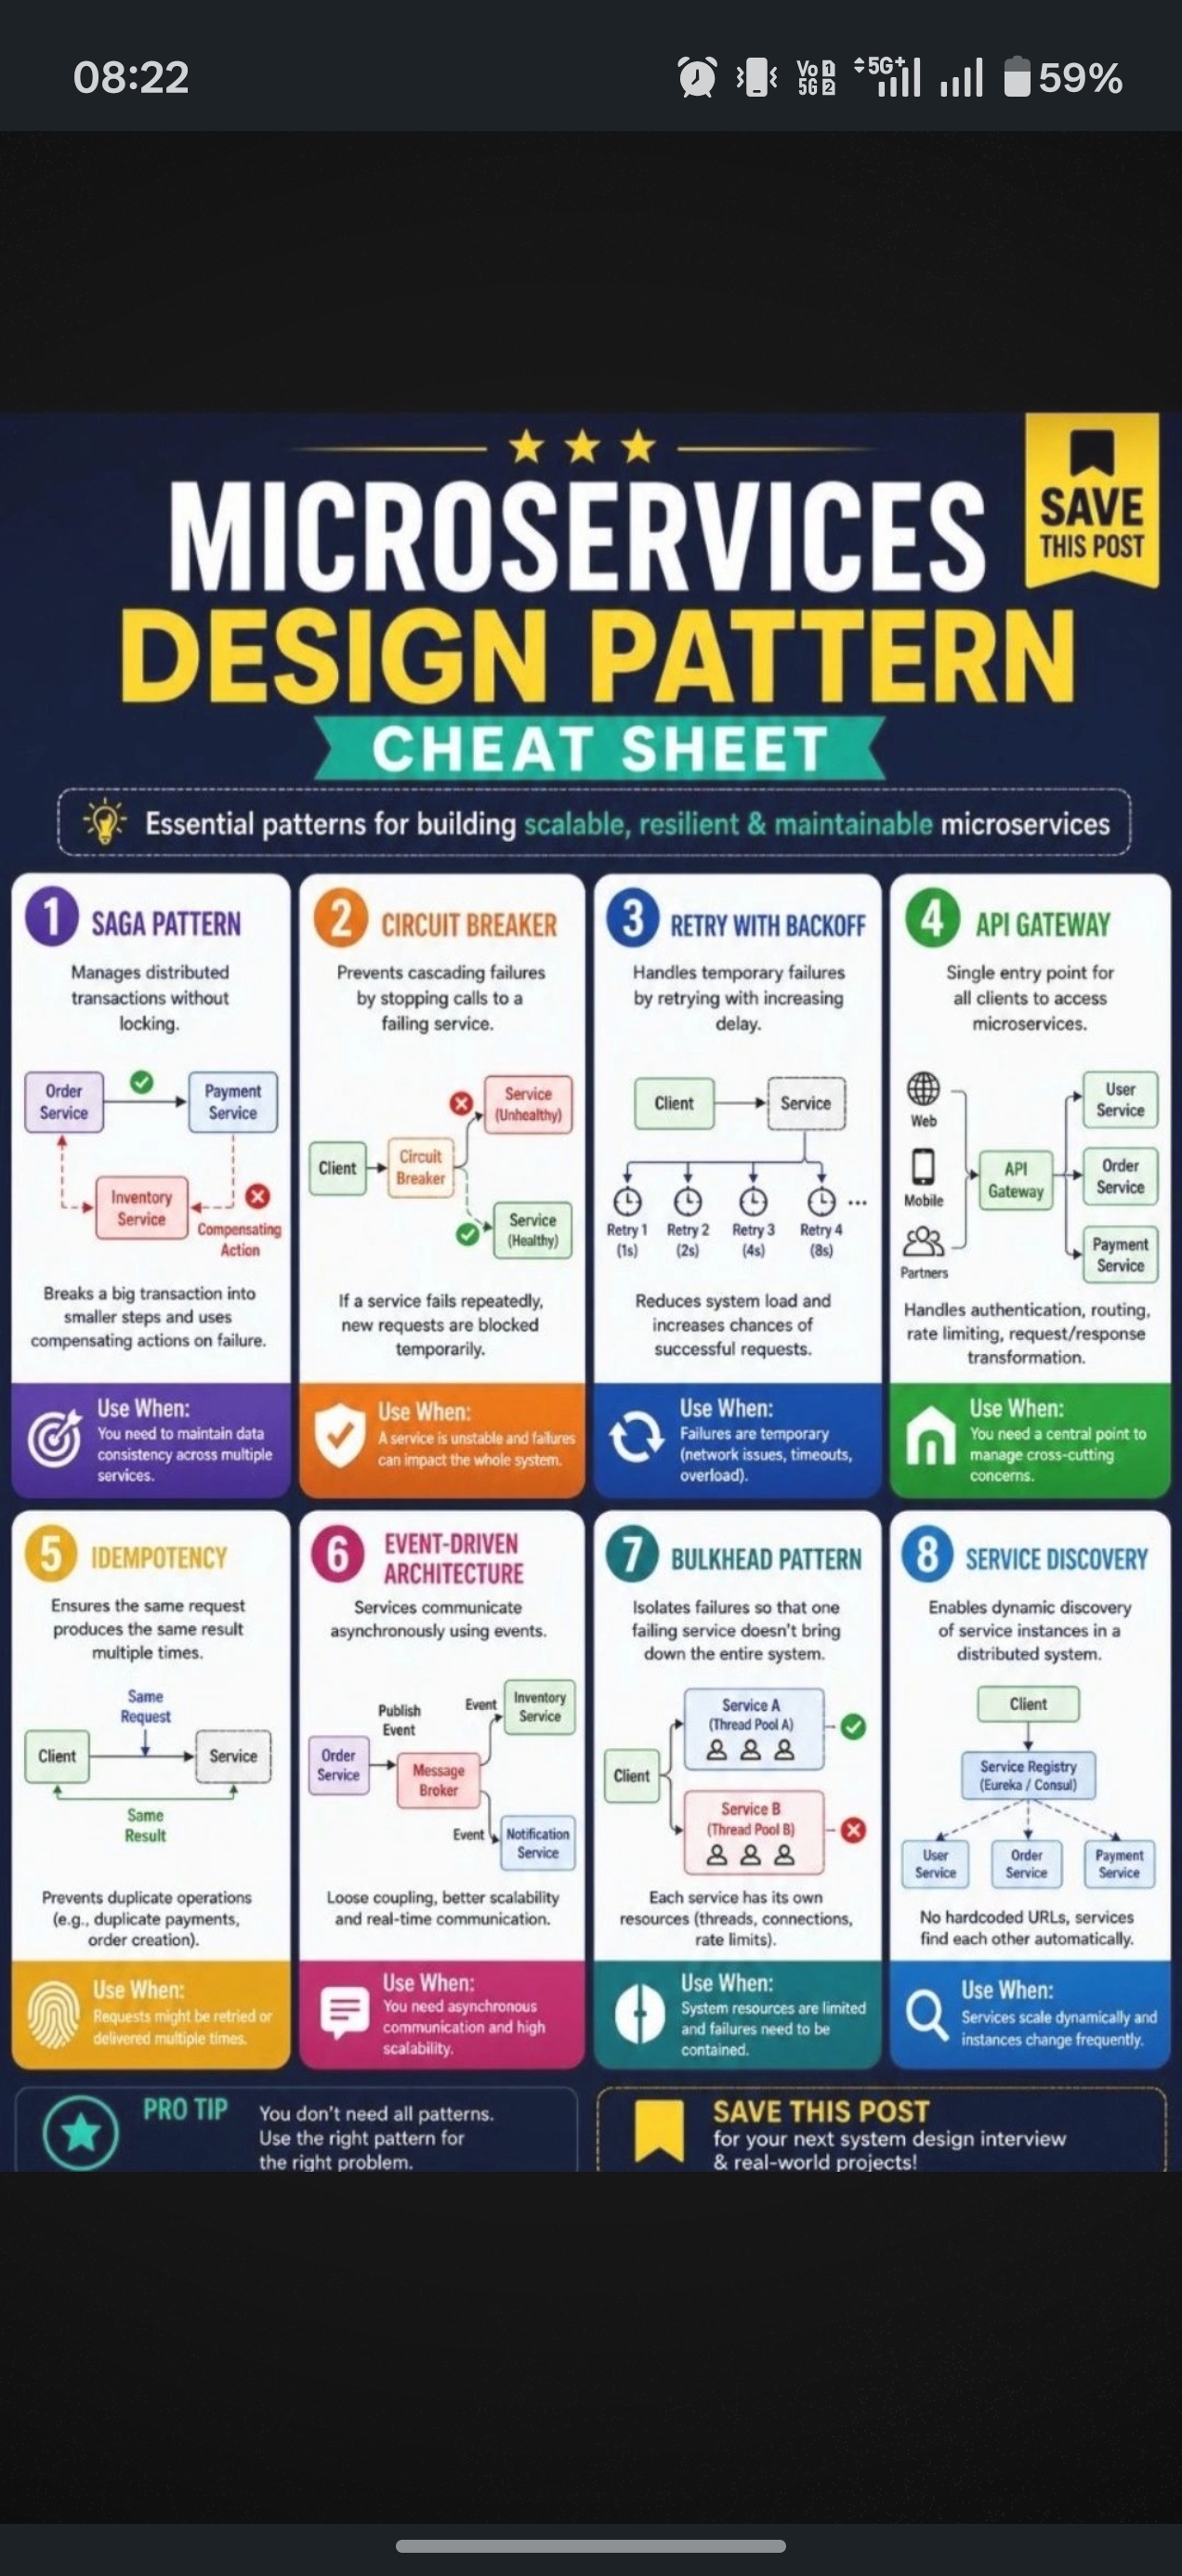 08:22
Vo 1
5G 2
5G+
59%
SAVE
THIS POST
MICROSERVICES
DESIGN PATTERN
CHEAT SHEET
Essential patterns for building scalable, resilient & maintainable microservices
1 SAGA PATTERN
Manages distributed
transactions without
locking.
Order
Service
Payment
Service
Inventory
Service
Compensating
Action
Breaks a big transaction into
smaller steps and uses
compensating actions on failure.
Use When:
You need to maintain data
consistency across multiple
services.
2 CIRCUIT BREAKER
Prevents cascading failures
by stopping calls to a
failing service.
Service
(Unhealthy)
Client
Circuit
Breaker
Service
(Healthy)
If a service fails repeatedly,
new requests are blocked
temporarily.
Use When:
A service is unstable and failures
can impact the whole system.
3 RETRY WITH BACKOFF
Handles temporary failures
by retrying with increasing
delay.
Client
Service
Retry 1
(1s)
Retry 2
(2s)
Retry 3
(4s)
Retry 4
(8s)
...
Reduces system load and
increases chances of
successful requests.
Use When:
Failures are temporary
(network issues, timeouts,
overload).
4 API GATEWAY
Single entry point for
all clients to access
microservices.
Web
Mobile
Partners
API
Gateway
User
Service
Order
Service
Payment
Service
Handles authentication, routing,
rate limiting, request/response
transformation.
Use When:
You need a central point to
manage cross-cutting
concerns.
5 IDEMPOTENCY
Ensures the same request
produces the same result
multiple times.
Same
Request
Client
Service
Same
Result
Prevents duplicate operations
(e.g., duplicate payments,
order creation).
Use When:
Requests might be retried or
delivered multiple times.
6 EVENT-DRIVEN
ARCHITECTURE
Services communicate
asynchronously using events.
Publish
Event
Event
Inventory
Service
Order
Service
Message
Broker
Event
Notification
Service
Loose coupling, better scalability
and real-time communication.
Use When:
You need asynchronous
communication and high
scalability.
7 BULKHEAD PATTERN
Isolates failures so that one
failing service doesn't bring
down the entire system.
Service A
(Thread Pool A)
Client
Service B
(Thread Pool B)
Each service has its own
resources (threads, connections,
rate limits).
Use When:
System resources are limited
and failures need to be
contained.
8 SERVICE DISCOVERY
Enables dynamic discovery
of service instances in a
distributed system.
Client
Service Registry
(Eureka / Consul)
User
Service
Order
Service
Payment
Service
No hardcoded URLs, services
find each other automatically.
Use When:
Services scale dynamically and
instances change frequently.
PRO TIP
You don't need all patterns.
Use the right pattern for
the right problem.
SAVE THIS POST
for your next system design interview
& real-world projects!